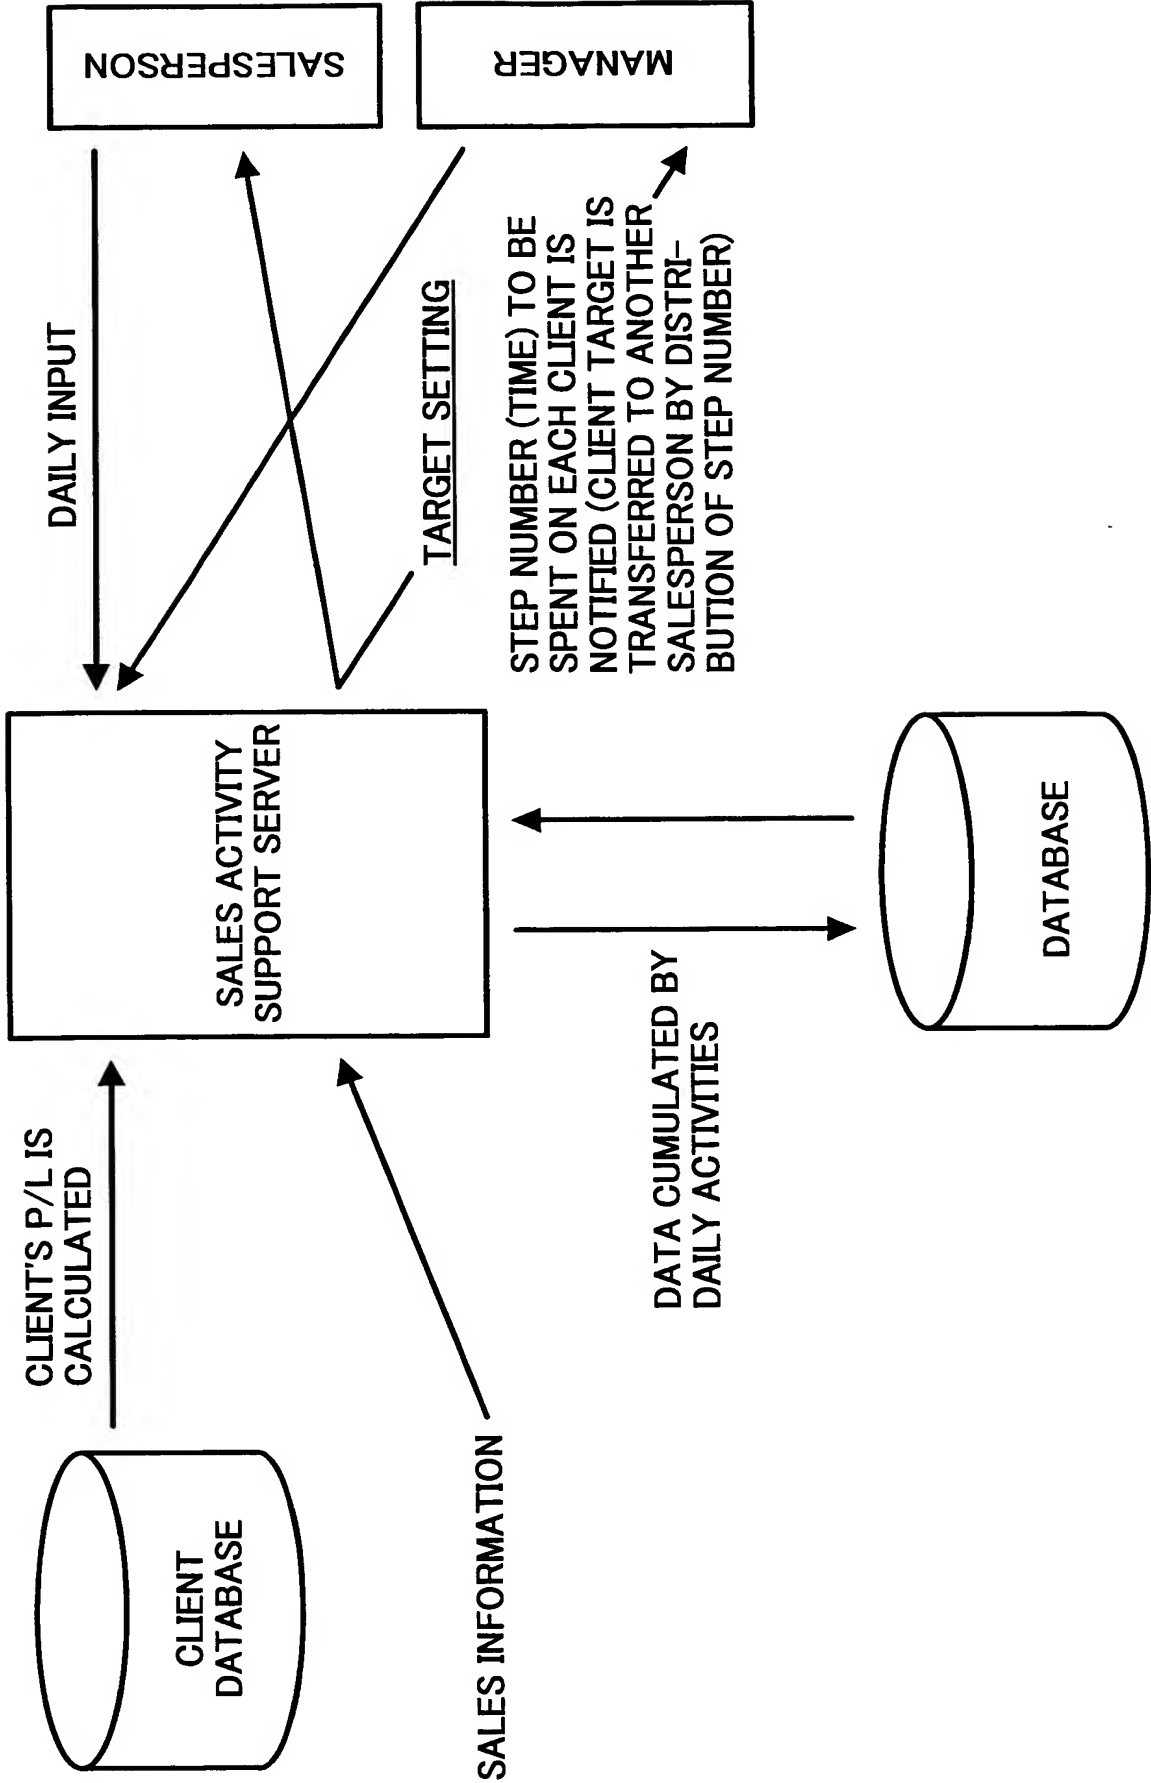 CLIENT
DATABASE
CLIENT'S P/L IS
CALCULATED
SALES INFORMATION
SALES ACTIVITY
SUPPORT SERVER
DATA CUMULATED BY
DAILY ACTIVITIES
DATABASE
DAILY INPUT
TARGET SETTING
STEP NUMBER (TIME) TO BE
SPENT ON EACH CLIENT IS
NOTIFIED (CLIENT TARGET IS
TRANSFERRED TO ANOTHER
SALESPERSON BY DISTRI-
BUTION OF STEP NUMBER)
SALESPERSON
MANAGER